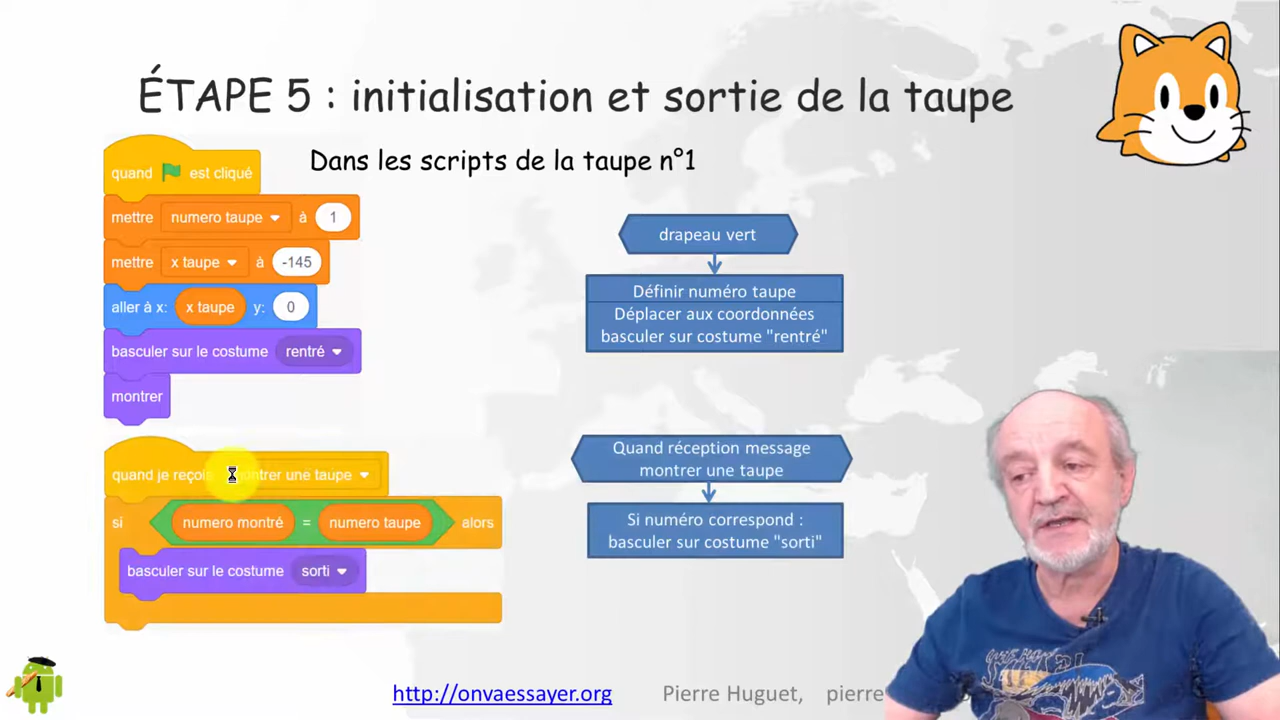 ÉTAPE 5 : initialisation et sortie de la taupe
Dans les scripts de la taupe n°1
quand est cliqué
mettre numero taupe à 1
mettre x taupe à -145
aller à x: x taupe y: 0
basculer sur le costume rentré
montrer
quand je reçois montrer une taupe
si numero montré = numero taupe alors
basculer sur le costume sorti
drapeau vert
Définir numéro taupe
Déplacer aux coordonnées
basculer sur costume "rentré"
Quand réception message
montrer une taupe
Si numéro correspond :
basculer sur costume "sorti"
http://onvaessayer.org Pierre Huguet, pierre